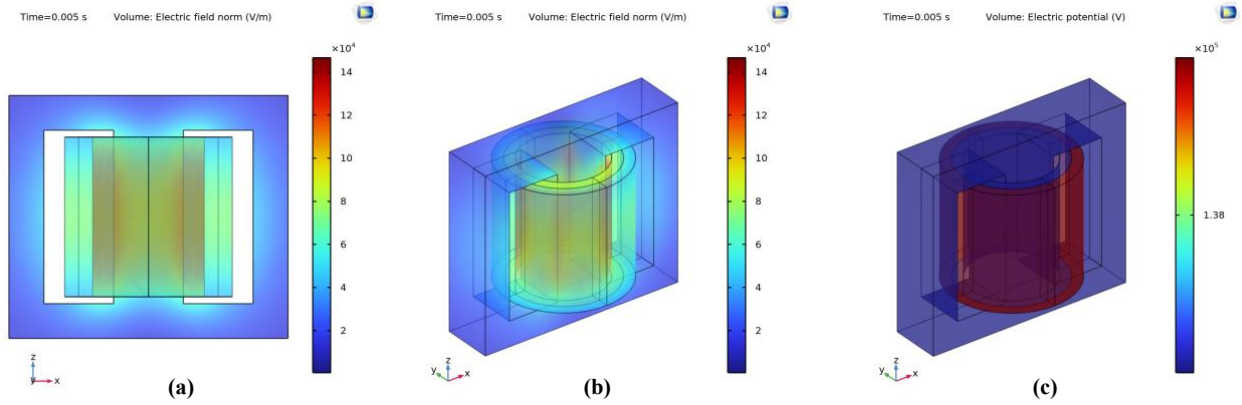 Time=0.005 s Volume: Electric field norm (V/m)
×10⁴
14
12
10
8
6
4
2
z
y x
(a)
Time=0.005 s Volume: Electric field norm (V/m)
×10⁴
14
12
10
8
6
4
2
z
y x
(b)
Time=0.005 s Volume: Electric potential (V)
×10⁵
1.38
z
y x
(c)